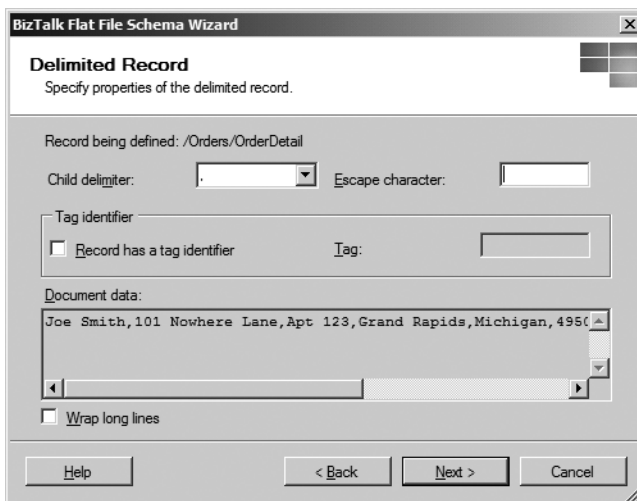 BizTalk Flat File Schema Wizard
Delimited Record
Specify properties of the delimited record.
Record being defined: /Orders/OrderDetail
Child delimiter: , Escape character:
Tag identifier
Record has a tag identifier Tag:
Document data:
Joe Smith,101 Nowhere Lane,Apt 123,Grand Rapids,Michigan,4950
Wrap long lines
Help < Back Next > Cancel